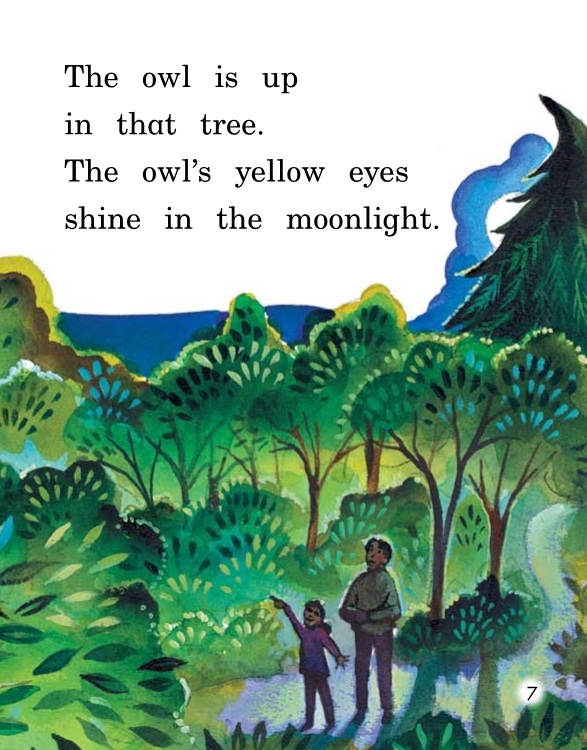 The owl is up
in that tree.
The owl’s yellow eyes
shine in the moonlight.
7